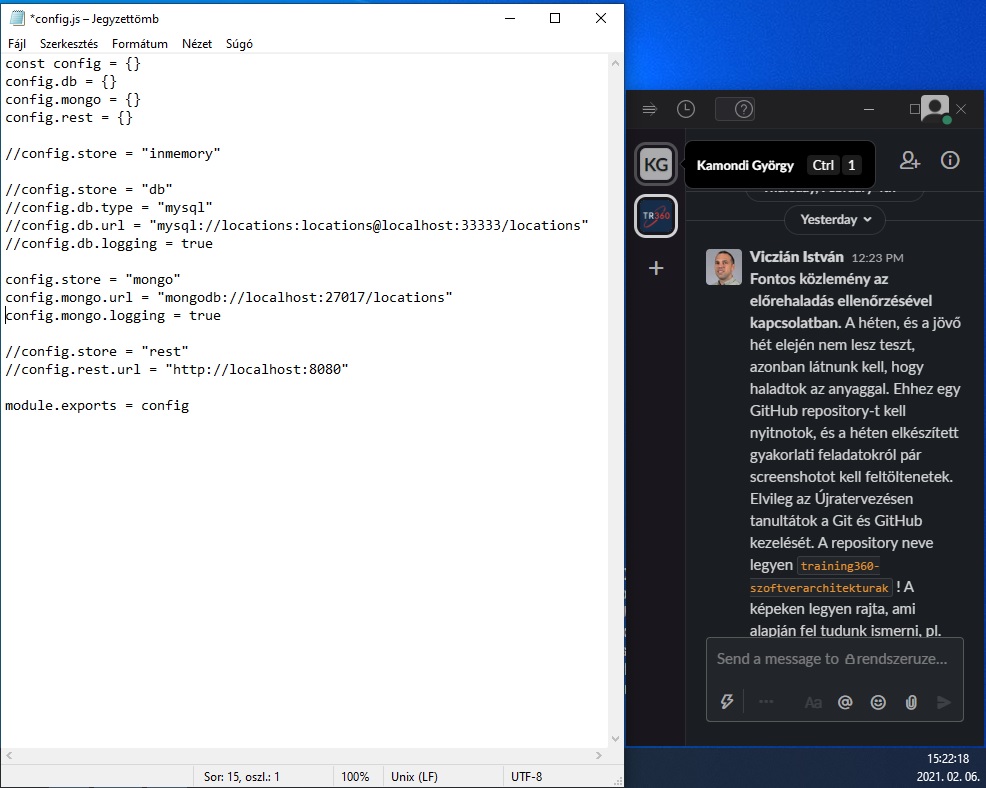 *config.js – Jegyzettömb
Fájl Szerkesztés Formátum Nézet Súgó
const config = {}
config.db = {}
config.mongo = {}
config.rest = {}
//config.store = "inmemory"
//config.store = "db"
//config.db.type = "mysql"
//config.db.url = "mysql://locations:locations@localhost:33333/locations"
//config.db.logging = true
config.store = "mongo"
config.mongo.url = "mongodb://localhost:27017/locations"
config.mongo.logging = true
//config.store = "rest"
//config.rest.url = "http://localhost:8080"
module.exports = config
Sor: 15, oszl.: 1 100% Unix (LF) UTF-8
KG
Kamondi György Ctrl 1
TR360
Yesterday
Viczián István 12:23 PM
Fontos közlemény az
előrehaladás ellenőrzésével
kapcsolatban. A héten, és a jövő
hét elején nem lesz teszt,
azonban látnunk kell, hogy
haladtok az anyaggal. Ehhez egy
GitHub repository-t kell
nyitnotok, és a héten elkészített
gyakorlati feladatokról pár
screenshotot kell feltöltenetek.
Elvileg az Újratervezésen
tanultátok a Git és GitHub
kezelését. A repository neve
legyen training360-
szoftverarchitekturak ! A
képeken legyen rajta, ami
alapján fel tudunk ismerni, pl.
Send a message to rendszeruze...
Aa
15:22:18
2021. 02. 06.